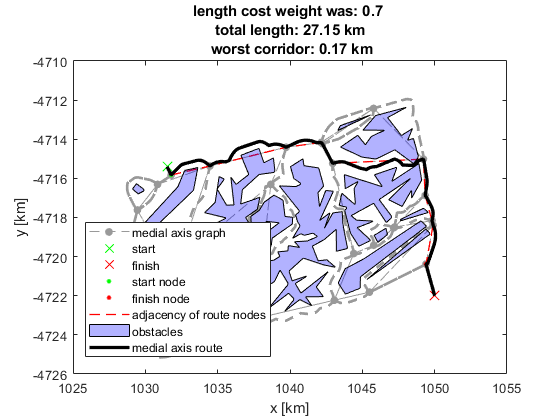 length cost weight was: 0.7
total length: 27.15 km
worst corridor: 0.17 km
-4710
-4712
-4714
-4716
-4718
-4720
-4722
-4724
-4726
y [km]
medial axis graph
start
finish
start node
finish node
adjacency of route nodes
obstacles
medial axis route
1025 1030 1035 1040 1045 1050 1055
x [km]